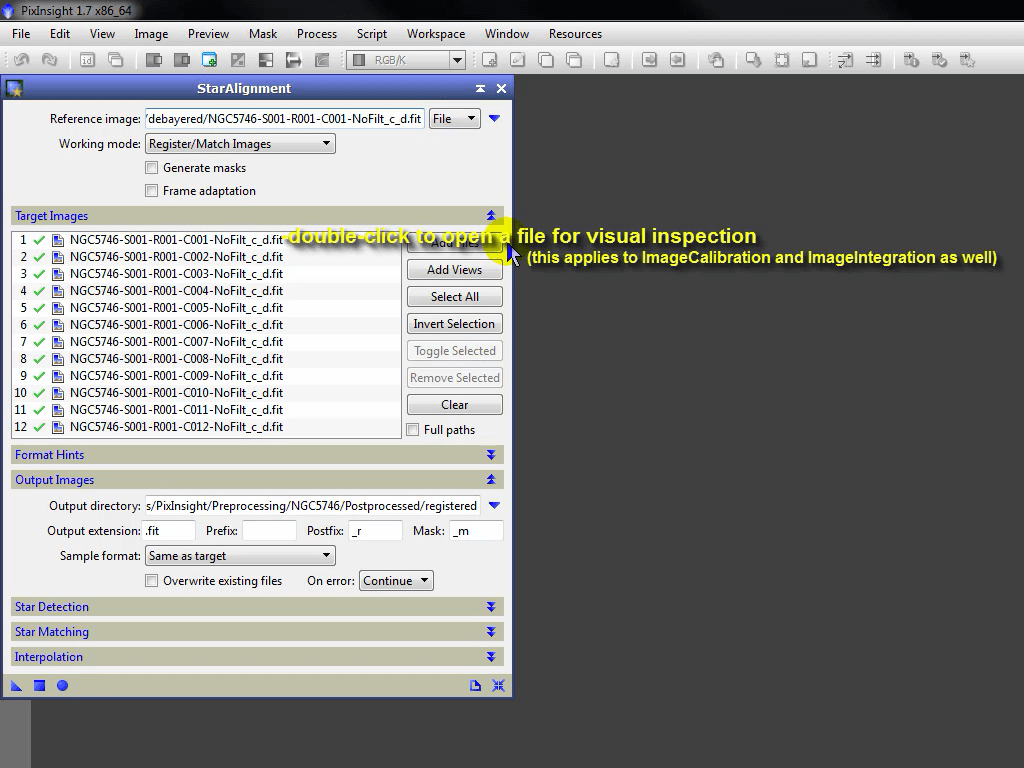 PixInsight 1.7 x86_64
File Edit View Image Preview Mask Process Script Workspace Window Resources
RGB/K
StarAlignment
Reference image: /debayered/NGC5746-S001-R001-C001-NoFilt_c_d.fit File
Working mode: Register/Match Images
Generate masks
Frame adaptation
Target Images
1 NGC5746-S001-R001-C001-NoFilt_c_d.fit
-double-click to open a file for visual inspection
Add Files
2 NGC5746-S001-R001-C002-NoFilt_c_d.fit
(this applies to ImageCalibration and ImageIntegration as well)
3 NGC5746-S001-R001-C003-NoFilt_c_d.fit Add Views
4 NGC5746-S001-R001-C004-NoFilt_c_d.fit Select All
5 NGC5746-S001-R001-C005-NoFilt_c_d.fit
6 NGC5746-S001-R001-C006-NoFilt_c_d.fit Invert Selection
7 NGC5746-S001-R001-C007-NoFilt_c_d.fit Toggle Selected
8 NGC5746-S001-R001-C008-NoFilt_c_d.fit
9 NGC5746-S001-R001-C009-NoFilt_c_d.fit Remove Selected
10 NGC5746-S001-R001-C010-NoFilt_c_d.fit Clear
11 NGC5746-S001-R001-C011-NoFilt_c_d.fit
12 NGC5746-S001-R001-C012-NoFilt_c_d.fit Full paths
Format Hints
Output Images
Output directory: s/PixInsight/Preprocessing/NGC5746/Postprocessed/registered
Output extension: .fit Prefix: Postfix: _r Mask: _m
Sample format: Same as target
Overwrite existing files On error: Continue
Star Detection
Star Matching
Interpolation